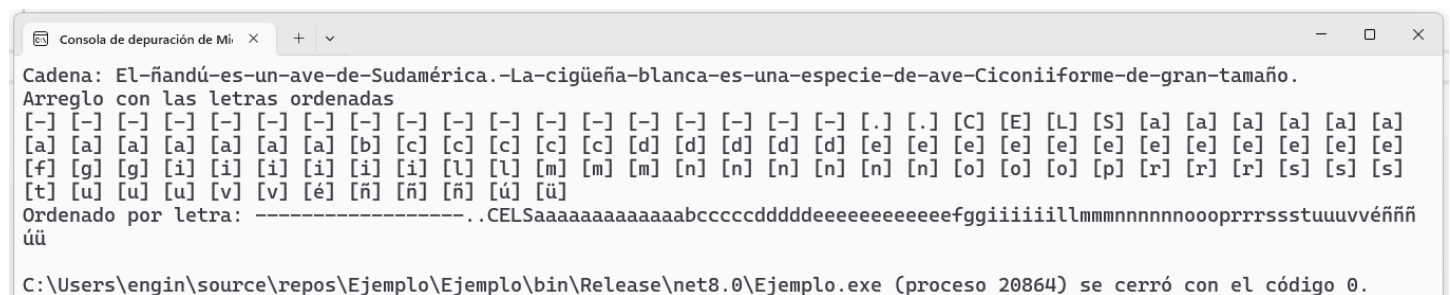 Consola de depuración de Mi
Cadena: El-ñandú-es-un-ave-de-Sudamérica.-La-cigüeña-blanca-es-una-especie-de-ave-Ciconiiforme-de-gran-tamaño.
Arreglo con las letras ordenadas
[-] [-] [-] [-] [-] [-] [-] [-] [-] [-] [-] [-] [-] [-] [-] [-] [-] [-] [.] [.] [C] [E] [L] [S] [a] [a] [a] [a] [a] [a]
[a] [a] [a] [a] [a] [a] [a] [b] [c] [c] [c] [c] [c] [d] [d] [d] [d] [d] [e] [e] [e] [e] [e] [e] [e] [e] [e] [e] [e] [e]
[f] [g] [g] [i] [i] [i] [i] [i] [i] [l] [l] [m] [m] [m] [n] [n] [n] [n] [n] [n] [o] [o] [o] [p] [r] [r] [r] [s] [s] [s]
[t] [u] [u] [u] [v] [v] [é] [ñ] [ñ] [ñ] [ú] [ü]
Ordenado por letra: ------------------..CELSaaaaaaaaaaaaabcccccdddddeeeeeeeeeeeefggiiiiiillmmmnnnnnnoooprrrssstuuuvvéñññ
úü
C:\Users\engin\source\repos\Ejemplo\Ejemplo\bin\Release\net8.0\Ejemplo.exe (proceso 20864) se cerró con el código 0.